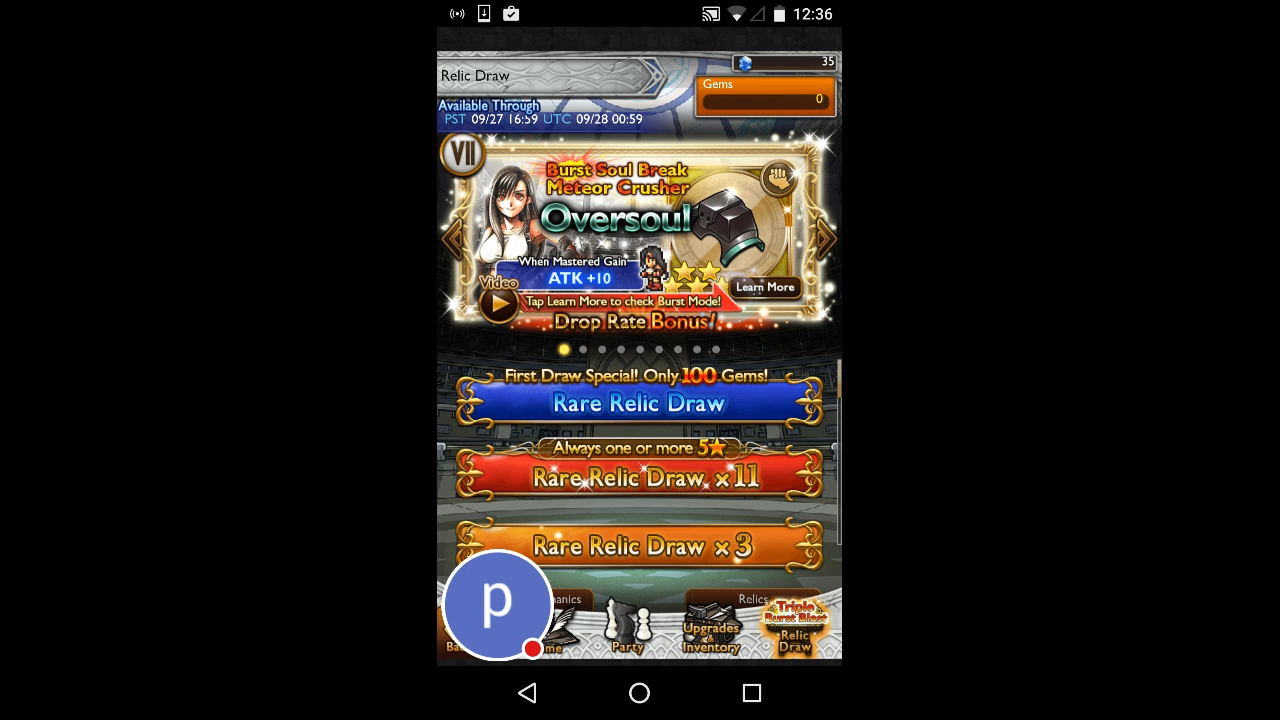 12:36
35
Relic Draw
Gems
0
Available Through
PST 09/27 16:59 UTC 09/28 00:59
VII
Burst Soul Break
Meteor Crusher
Oversoul
When Mastered Gain
ATK +10
Video
Learn More
Tap Learn More to check Burst Mode!
Drop Rate Bonus!
First Draw Special! Only 100 Gems!
Rare Relic Draw
Always one or more 5★
Rare Relic Draw ×11
Rare Relic Draw ×3
p
anics
Relics
Triple
Burst Blast
Ba
me
Party
Upgrades
&
Inventory
Relic
Draw